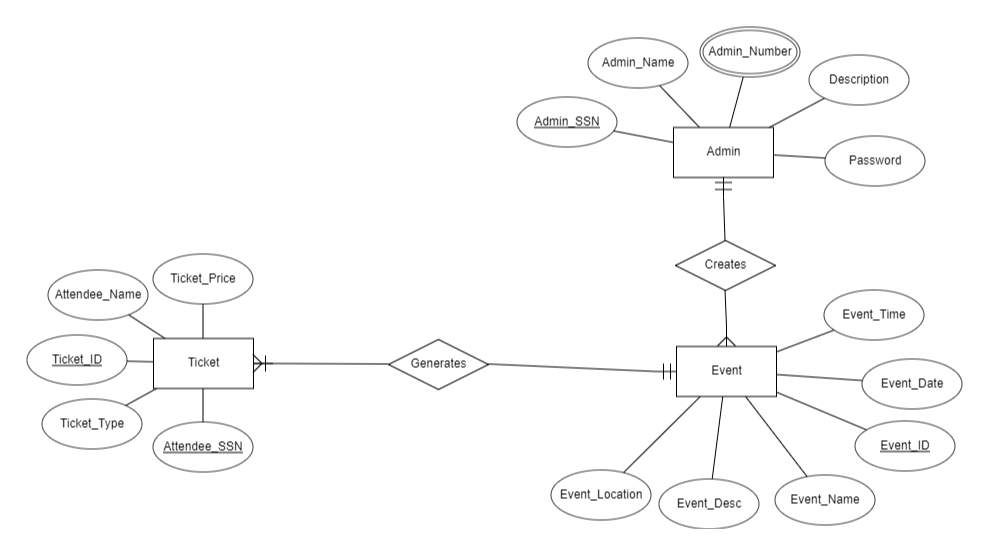 Admin_Number
Admin_Name
Description
Admin_SSN
Admin
Password
Creates
Ticket_Price
Attendee_Name
Event_Time
Ticket_ID
Ticket
Generates
Event
Event_Date
Ticket_Type
Attendee_SSN
Event_ID
Event_Location
Event_Desc
Event_Name